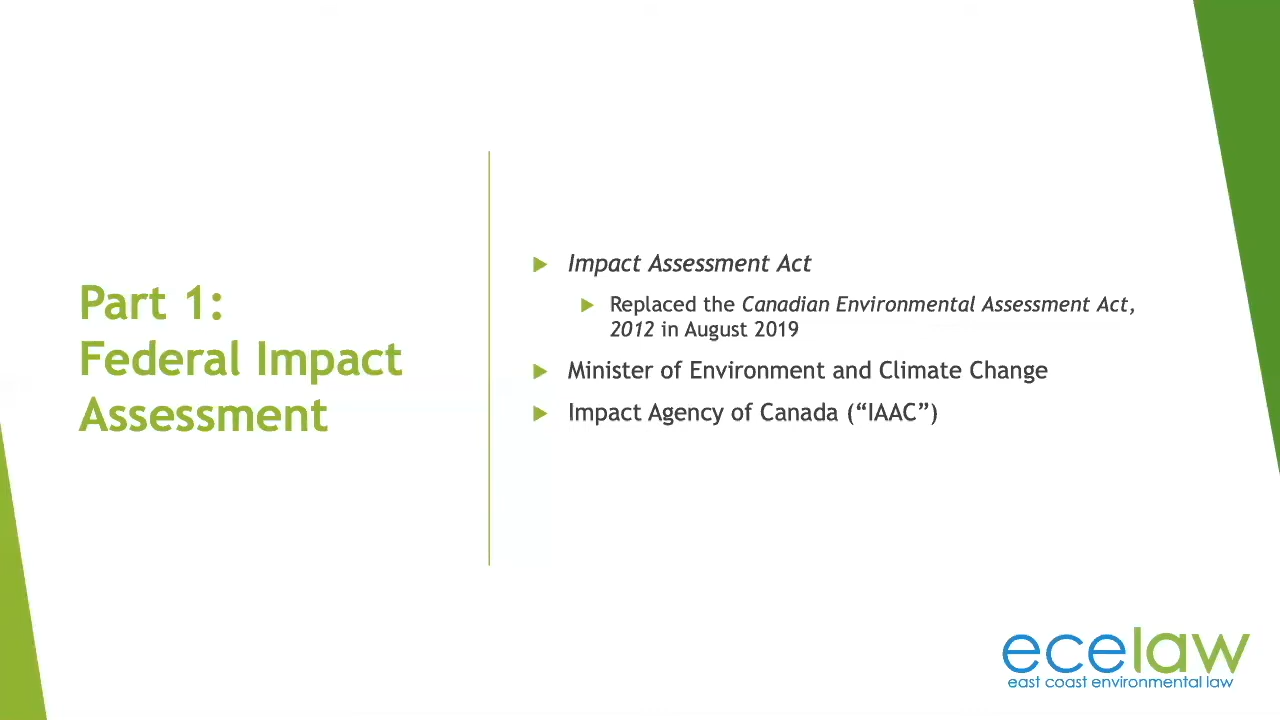 Part 1:
Federal Impact
Assessment
Impact Assessment Act
Replaced the Canadian Environmental Assessment Act,
2012 in August 2019
Minister of Environment and Climate Change
Impact Agency of Canada (“IAAC”)
ecelaw
east coast environmental law